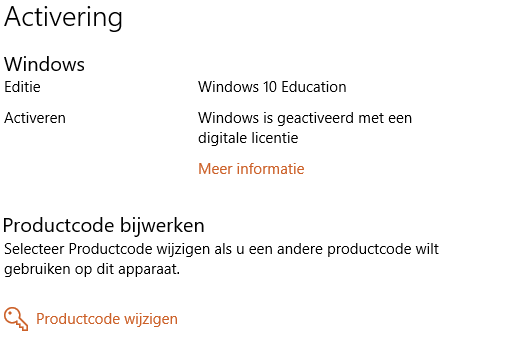 Activering
Windows
Editie Windows 10 Education
Activeren Windows is geactiveerd met een
digitale licentie
Meer informatie
Productcode bijwerken
Selecteer Productcode wijzigen als u een andere productcode wilt
gebruiken op dit apparaat.
Productcode wijzigen